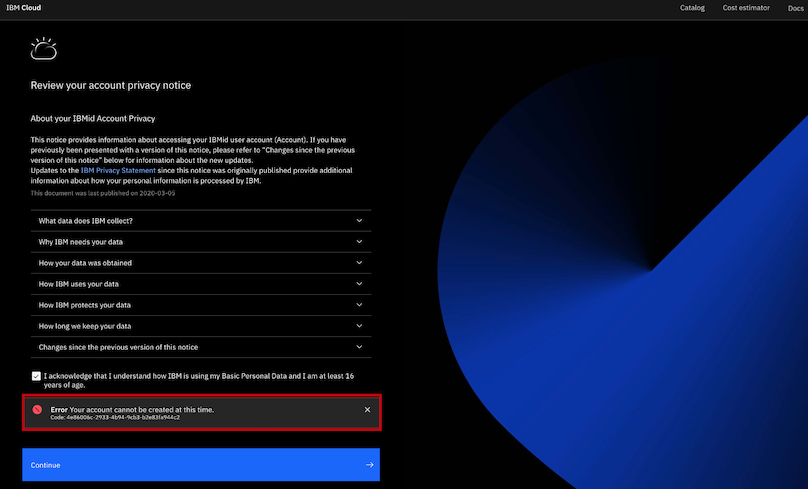 IBM Cloud
Catalog
Cost estimator
Docs
Review your account privacy notice
About your IBMid Account Privacy
This notice provides information about accessing your IBMid user account (Account). If you have
previously been presented with a version of this notice, please refer to "Changes since the previous
version of this notice" below for information about the new updates.
Updates to the IBM Privacy Statement since this notice was originally published provide additional
information about how your personal information is processed by IBM.
This document was last published on 2020-03-05
What data does IBM collect?
Why IBM needs your data
How your data was obtained
How IBM uses your data
How IBM protects your data
How long we keep your data
Changes since the previous version of this notice
I acknowledge that I understand how IBM is using my Basic Personal Data and I am at least 16
years of age.
Error Your account cannot be created at this time.
Code: 4e86006c-2933-4b94-9cb3-b2e83fa944c2
Continue